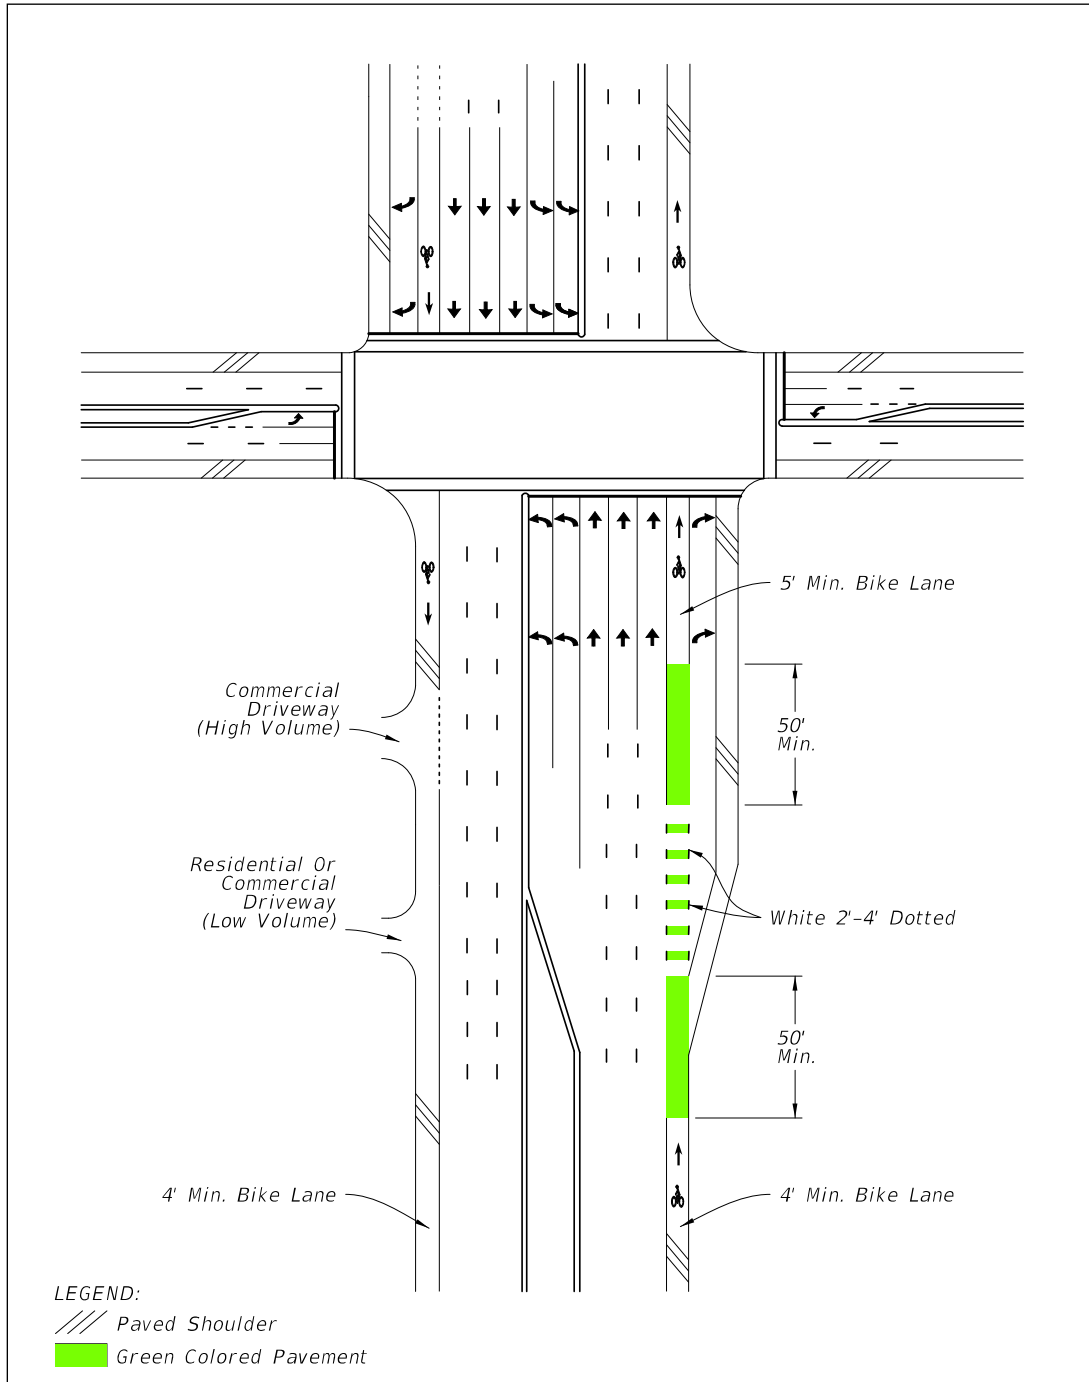 5' Min. Bike Lane
Commercial
Driveway
(High Volume)
50'
Min.
Residential Or
Commercial
Driveway
(Low Volume)
White 2'-4' Dotted
50'
Min.
4' Min. Bike Lane
4' Min. Bike Lane
LEGEND:
Paved Shoulder
Green Colored Pavement